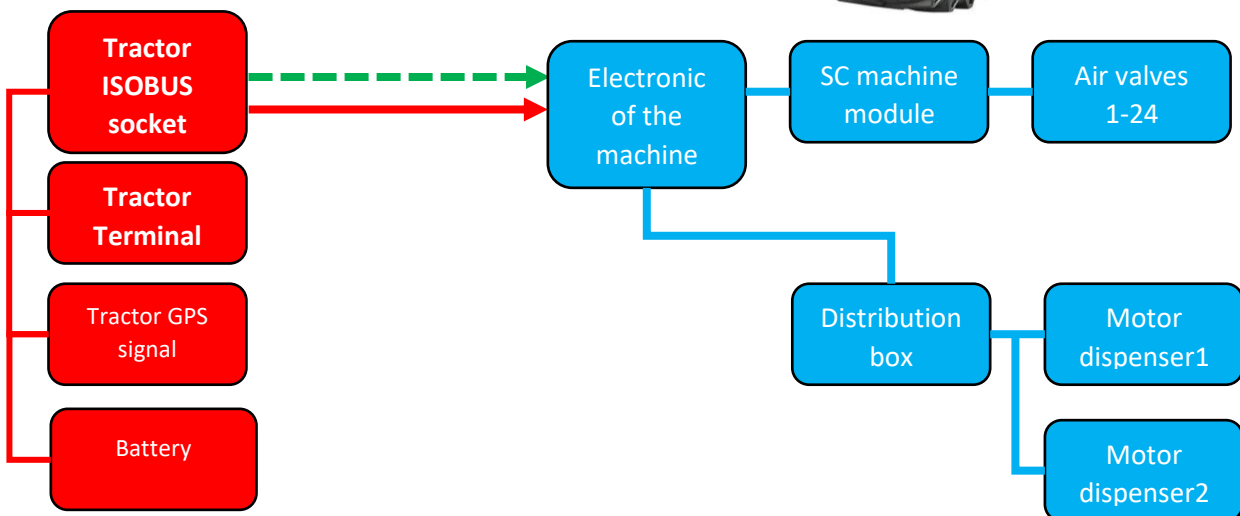 Tractor
ISOBUS
socket
Tractor
Terminal
Tractor GPS
signal
Battery
Electronic
of the
machine
SC machine
module
Air valves
1-24
Distribution
box
Motor
dispenser1
Motor
dispenser2